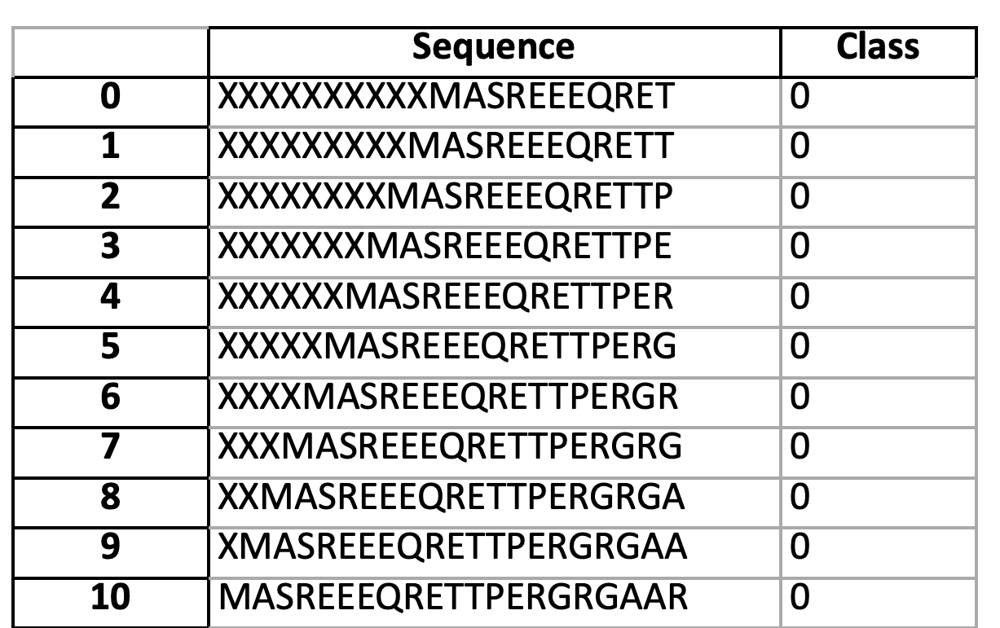 Sequence Class
0 XXXXXXXXXXMASREEEQRET 0
1 XXXXXXXXXMASREEEQRETT 0
2 XXXXXXXXMASREEEQRETTP 0
3 XXXXXXXMASREEEQRETTPE 0
4 XXXXXXMASREEEQRETTPER 0
5 XXXXXMASREEEQRETTPERG 0
6 XXXXMASREEEQRETTPERGR 0
7 XXXMASREEEQRETTPERGRG 0
8 XXMASREEEQRETTPERGRGA 0
9 XMASREEEQRETTPERGRGAA 0
10 MASREEEQRETTPERGRGAAR 0